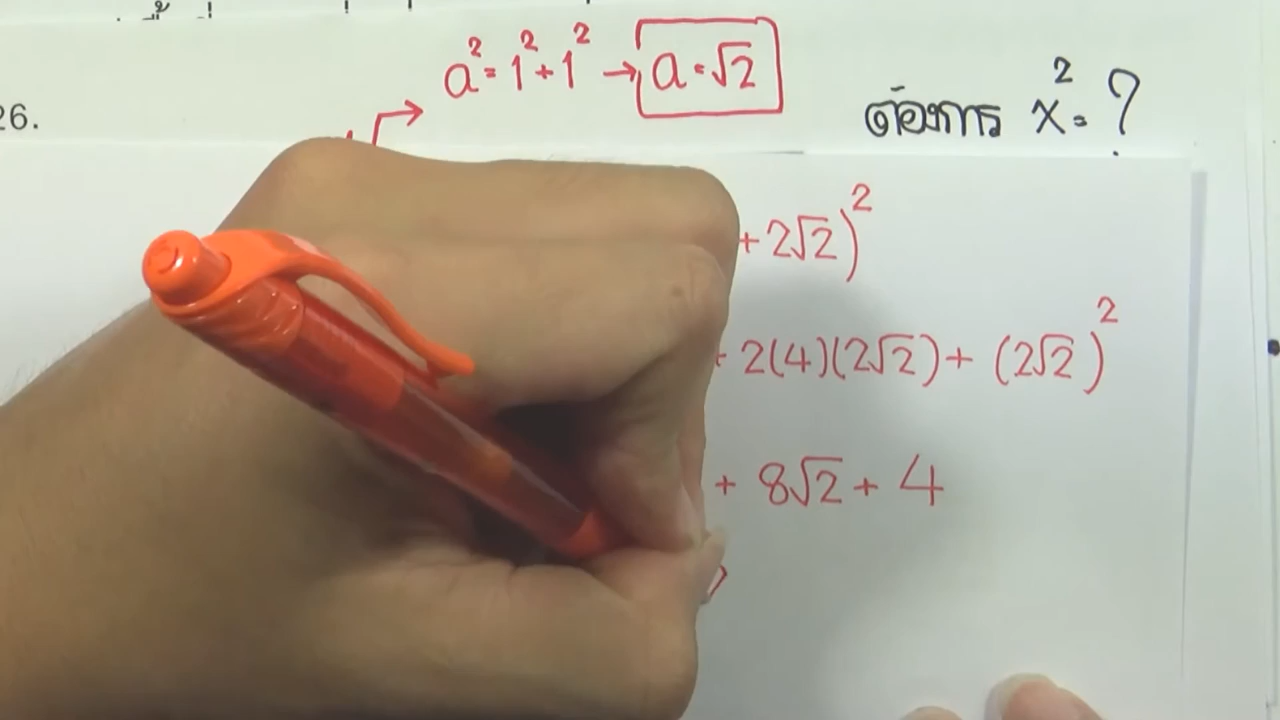 a² = 1² + 1² → a = √2
26.
ต้องการ x² = ?
+ 2√2)²
+ 2(4)(2√2) + (2√2)²
+ 8√2 + 4